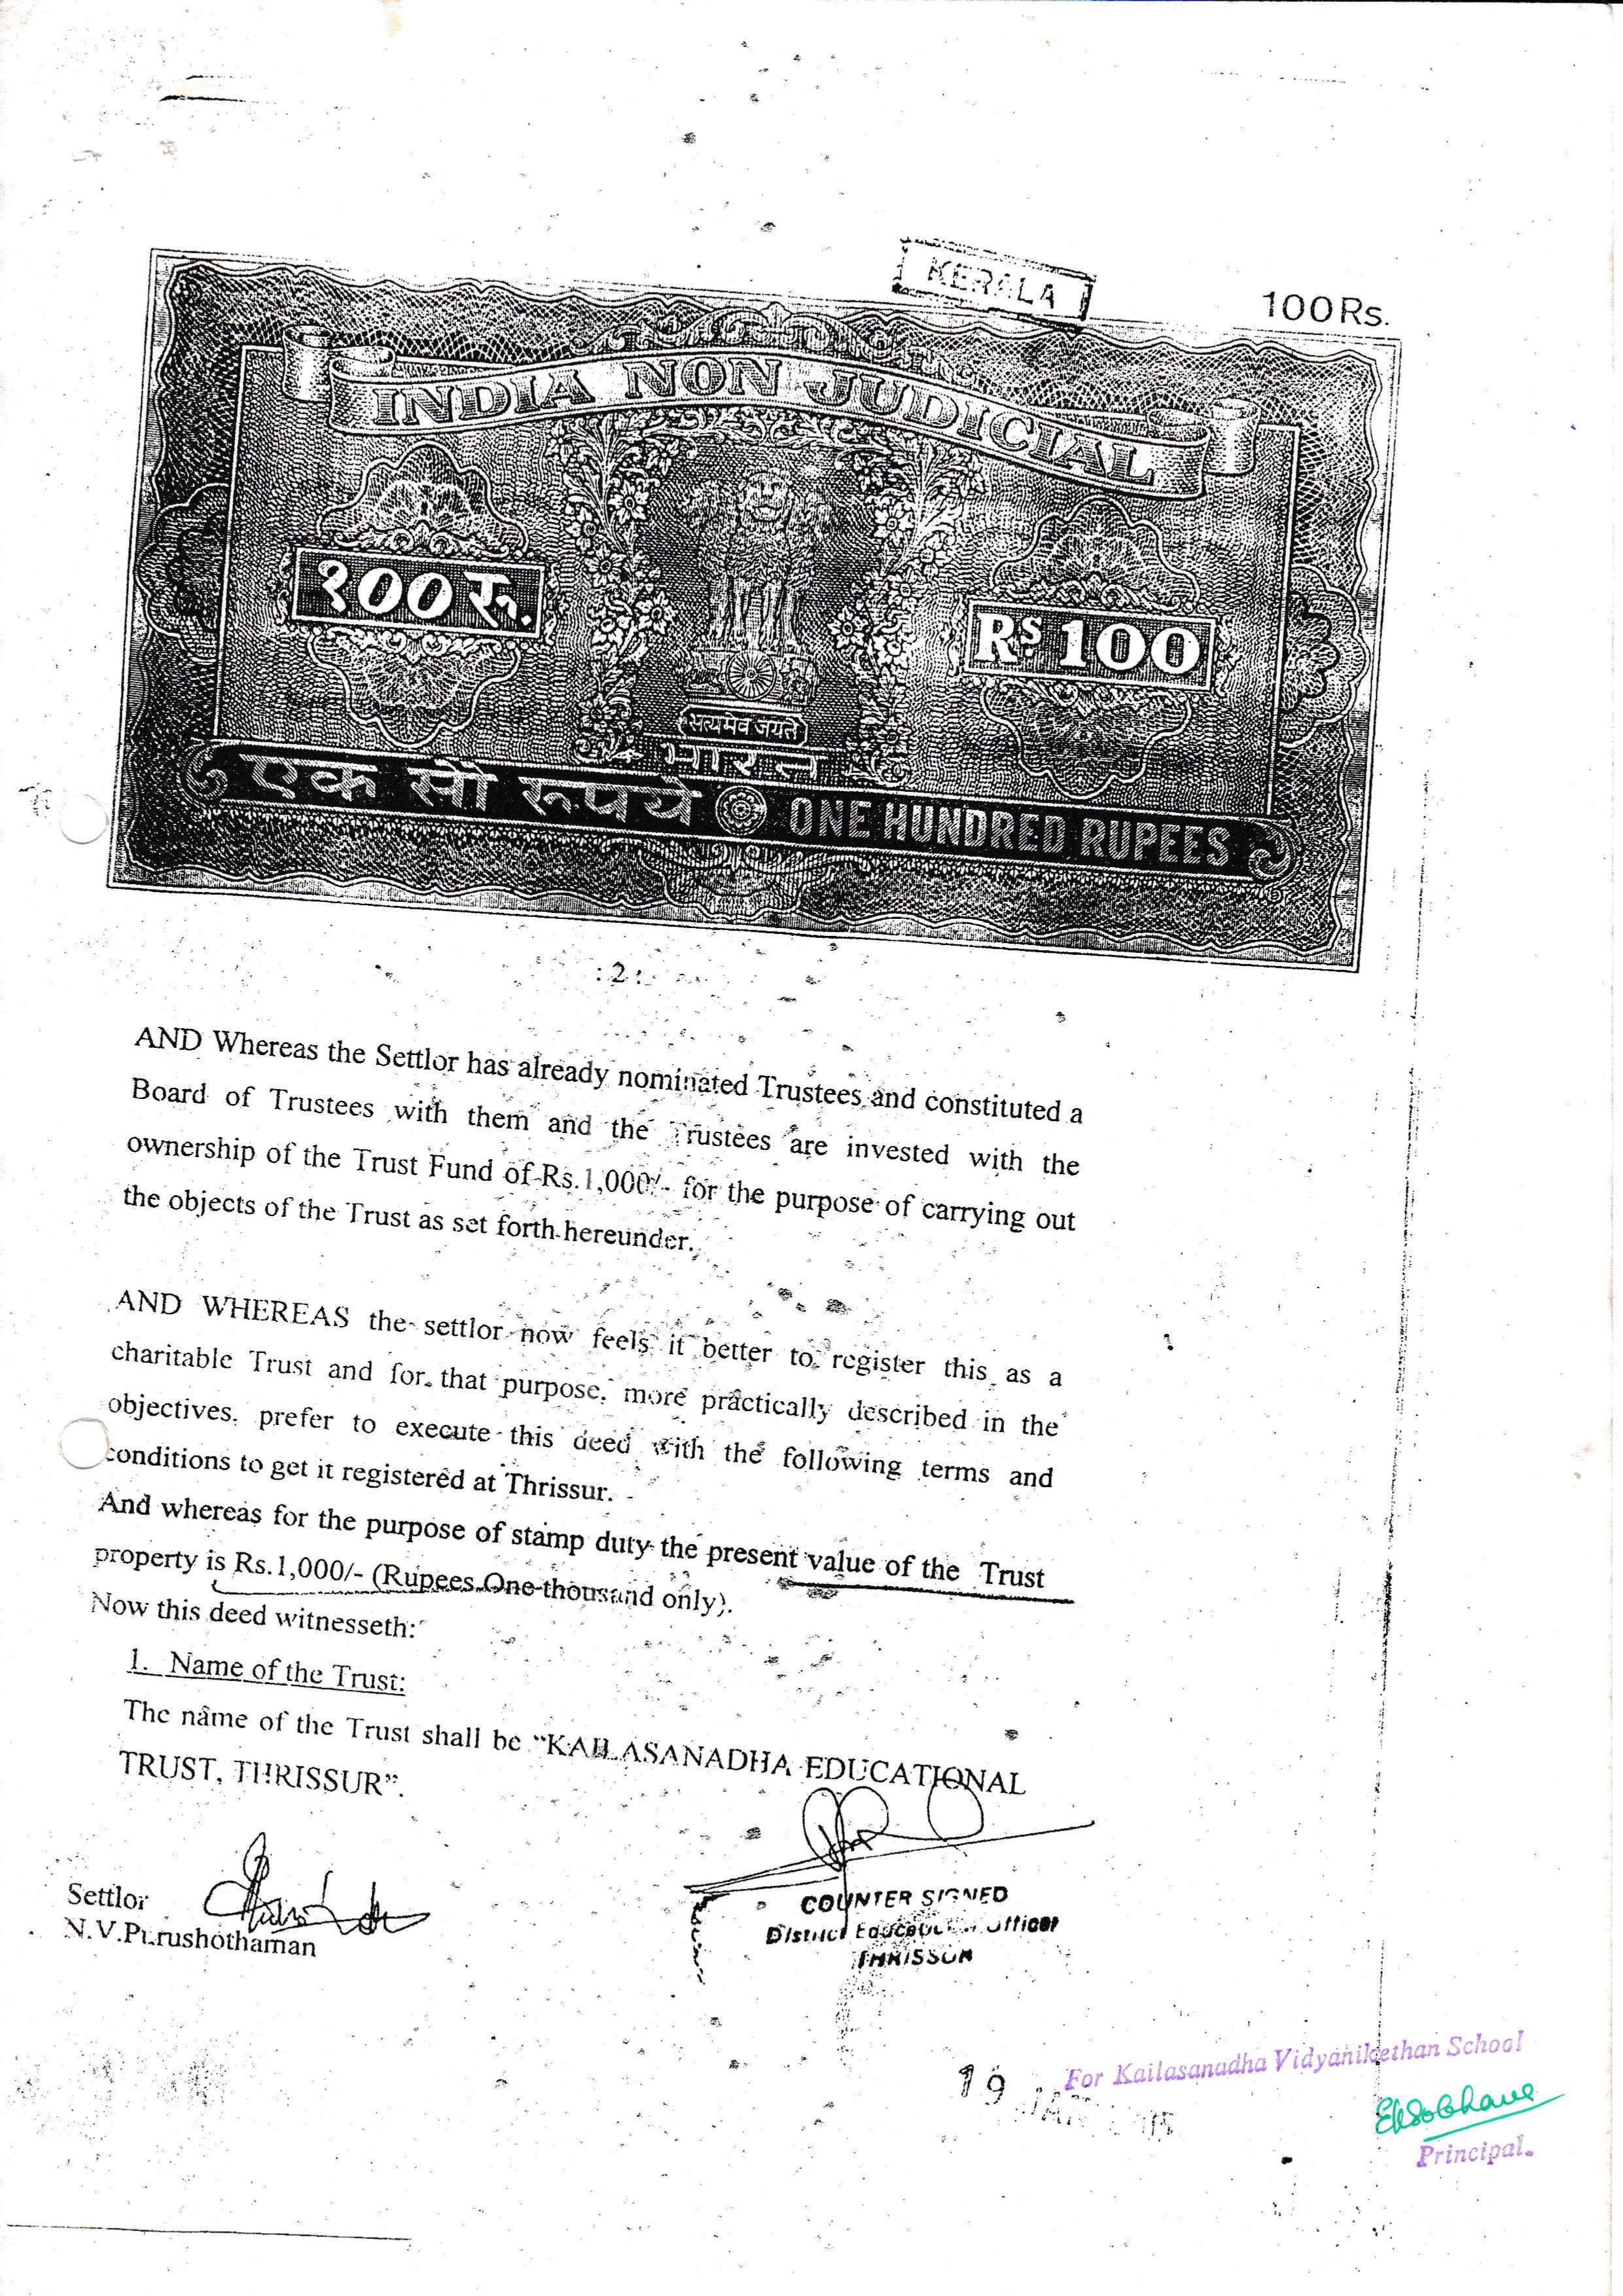 KERALA
100Rs.
INDIA NON JUDICIAL
१00रु.
Rs 100
सत्यमेव जयते
भारत
एक सौ रुपये ONE HUNDRED RUPEES
:2:
AND Whereas the Settlor has already nominated Trustees and constituted a
Board of Trustees with them and the Trustees are invested with the
ownership of the Trust Fund of Rs.1,000/- for the purpose of carrying out
the objects of the Trust as set forth hereunder.
AND WHEREAS the settlor now feels it better to register this as a
charitable Trust and for that purpose, more practically described in the
objectives, prefer to execute this deed with the following terms and
conditions to get it registered at Thrissur.
And whereas for the purpose of stamp duty the present value of the Trust
property is Rs.1,000/- (Rupees One thousand only).
Now this deed witnesseth:
1. Name of the Trust:
The name of the Trust shall be "KAILASANADHA EDUCATIONAL
TRUST, THRISSUR".
Settlor
N.V.Purushothaman
COUNTER SIGNED
District Educational Officer
THRISSUR
19 JAN
For Kailasanadha Vidyanikethan School
Principal.